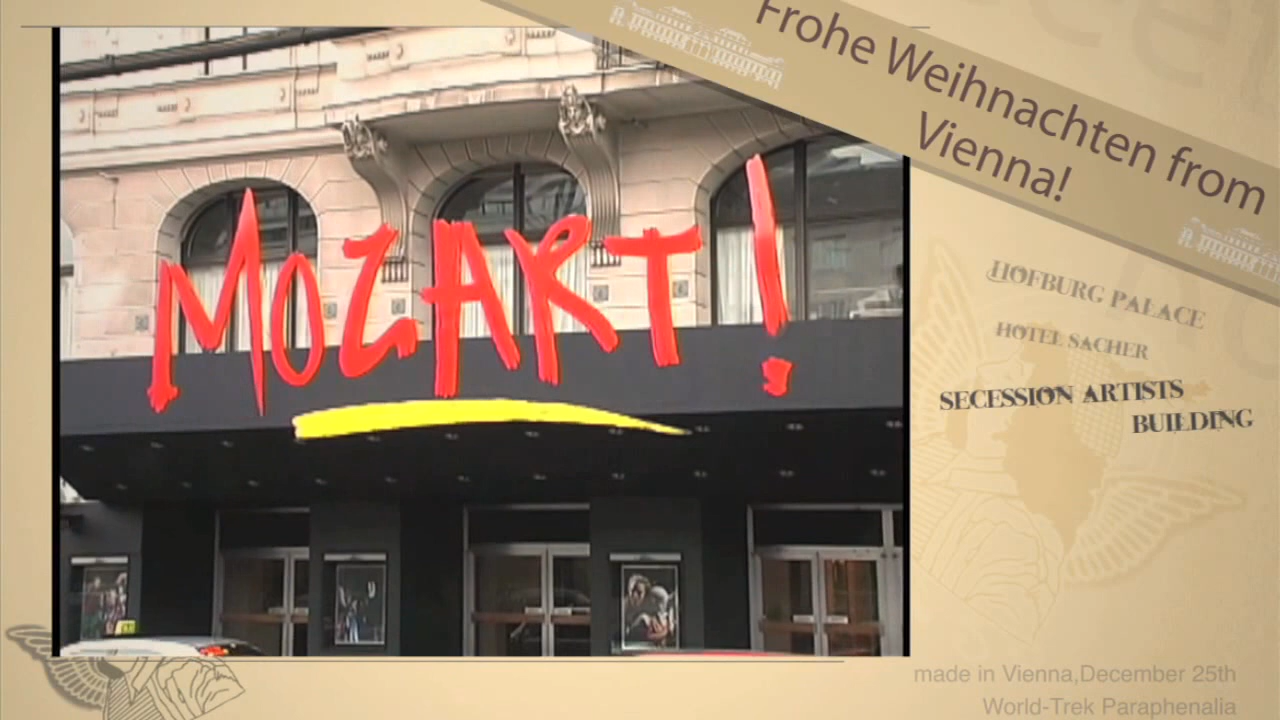 Frohe Weihnachten from
Vienna!
MOZART!
HOFBURG PALACE
HOTEL SACHER
SECESSION ARTISTS
BUILDING
made in Vienna,December 25th
World-Trek Paraphenalia